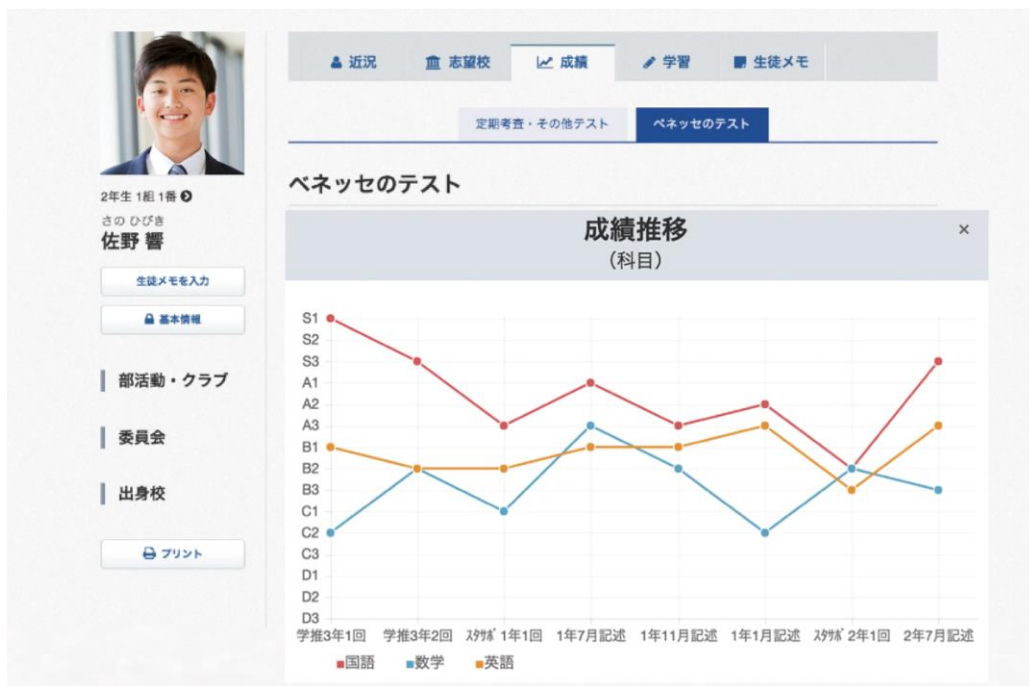 近況
志望校
成績
学習
生徒メモ
定期考査・その他テスト
ベネッセのテスト
2年生 1組 1番
さの ひびき
佐野 響
生徒メモを入力
基本情報
部活動・クラブ
委員会
出身校
プリント
ベネッセのテスト
成績推移
×
（科目）
S1
S2
S3
A1
A2
A3
B1
B2
B3
C1
C2
C3
D1
D2
D3
学推3年1回
学推3年2回
ｽﾀｻﾎﾟ 1年1回
1年7月記述
1年11月記述
1年1月記述
ｽﾀｻﾎﾟ 2年1回
2年7月記述
国語
数学
英語